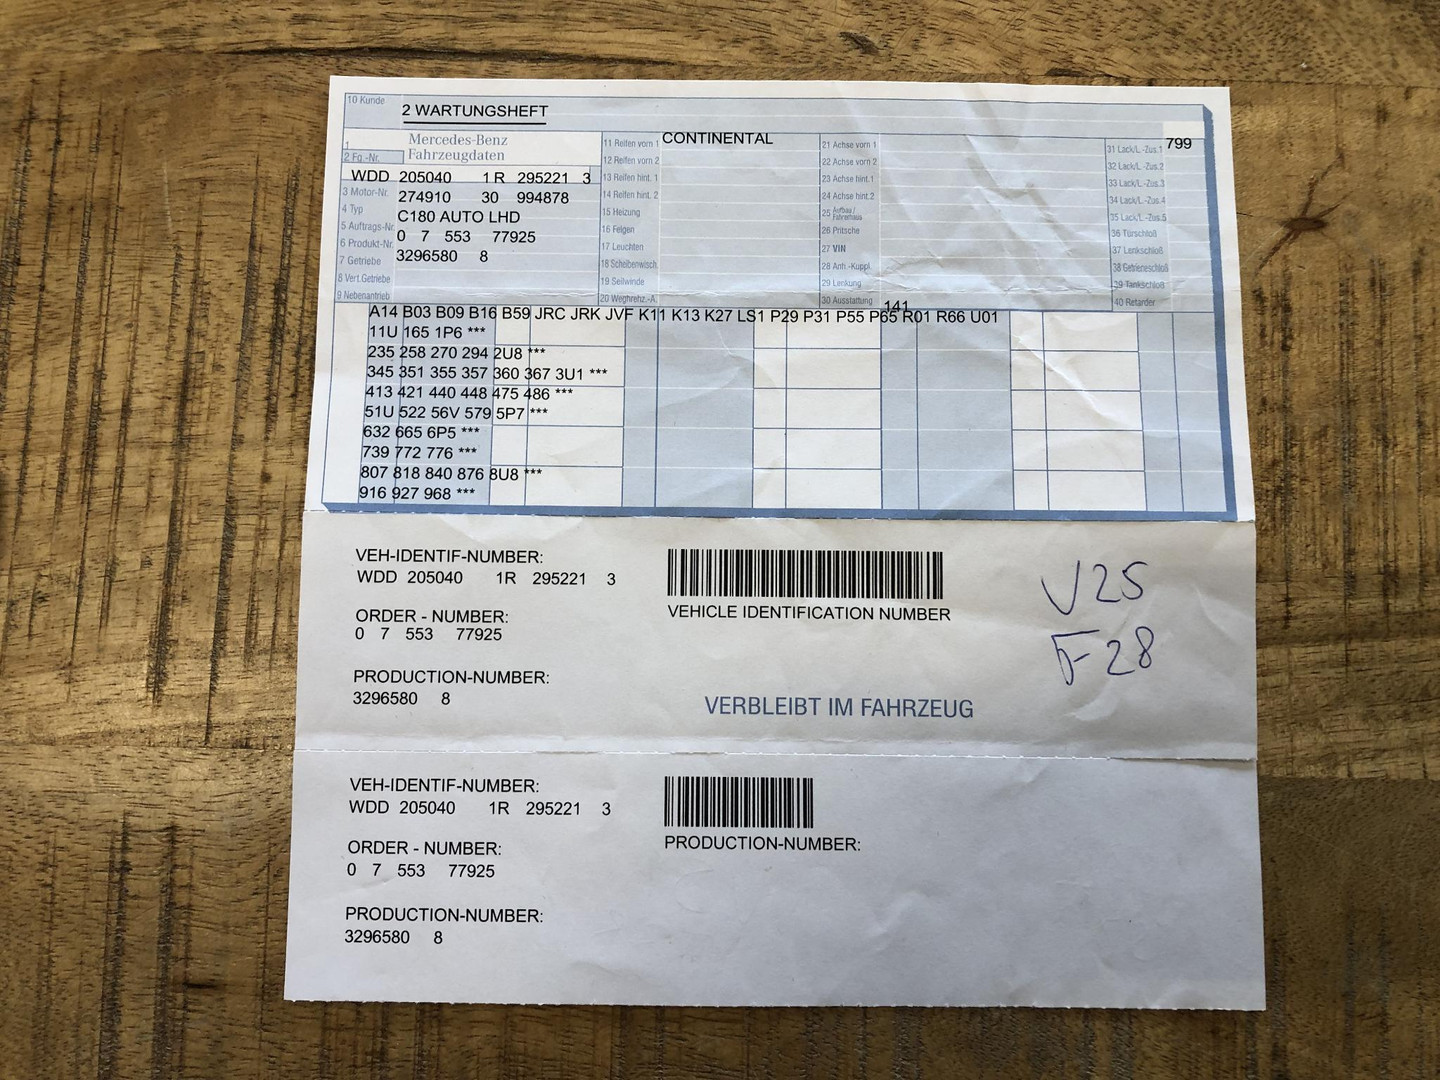 10 Kunde
2 WARTUNGSHEFT
1
Mercedes-Benz
Fahrzeugdaten
2 Fg.-Nr.
WDD 205040 1 R 295221 3
3 Motor-Nr.
274910 30 994878
4 Typ
C180 AUTO LHD
5 Auftrags-Nr.
0 7 553 77925
6 Produkt-Nr.
3296580 8
7 Getriebe
8 Vert.Getriebe
9 Nebenantrieb
11 Reifen vorn 1
CONTINENTAL
12 Reifen vorn 2
13 Reifen hint. 1
14 Reifen hint. 2
15 Heizung
16 Felgen
17 Leuchten
18 Scheibenwisch.
19 Seilwinde
20 Weghrehz.-A.
21 Achse vorn 1
22 Achse vorn 2
23 Achse hint.1
24 Achse hint.2
25 Aufbau / Fahrerhaus
26 Pritsche
27 VIN
28 Anh.-Kuppl.
29 Lenkung
30 Ausstattung
141
31 Lack/L.-Zus.1
799
32 Lack/L.-Zus.2
33 Lack/L.-Zus.3
34 Lack/L.-Zus.4
35 Lack/L.-Zus.5
36 Türschloß
37 Lenkschloß
38 Getrieneschloß
39 Tankschloß
40 Retarder
A14 B03 B09 B16 B59 JRC JRK JVF K11 K13 K27 LS1 P29 P31 P55 P65 R01 R66 U01
11U 165 1P6 ***
235 258 270 294 2U8 ***
345 351 355 357 360 367 3U1 ***
413 421 440 448 475 486 ***
51U 522 56V 579 5P7 ***
632 665 6P5 ***
739 772 776 ***
807 818 840 876 8U8 ***
916 927 968 ***
VEH-IDENTIF-NUMBER:
WDD 205040 1R 295221 3
ORDER - NUMBER:
0 7 553 77925
PRODUCTION-NUMBER:
3296580 8
VEHICLE IDENTIFICATION NUMBER
VERBLEIBT IM FAHRZEUG
V25
F28
VEH-IDENTIF-NUMBER:
WDD 205040 1R 295221 3
ORDER - NUMBER:
0 7 553 77925
PRODUCTION-NUMBER:
3296580 8
PRODUCTION-NUMBER: